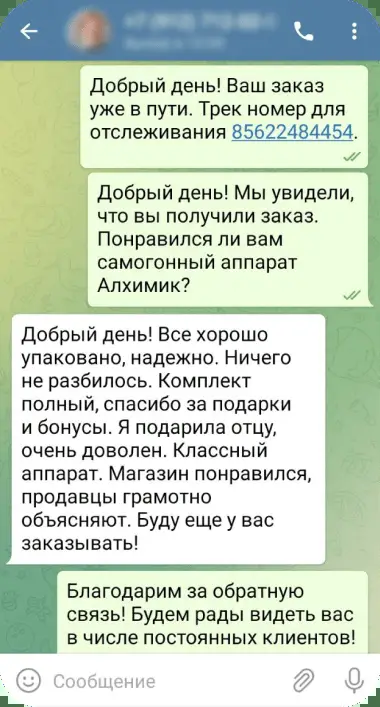 Добрый день! Ваш заказ
уже в пути. Трек номер для
отслеживания 85622484454.
Добрый день! Мы увидели,
что вы получили заказ.
Понравился ли вам
самогонный аппарат
Алхимик?
Добрый день! Все хорошо
упаковано, надежно. Ничего
не разбилось. Комплект
полный, спасибо за подарки
и бонусы. Я подарила отцу,
очень доволен. Классный
аппарат. Магазин понравился,
продавцы грамотно
объясняют. Буду еще у вас
заказывать!
Благодарим за обратную
связь! Будем рады видеть вас
в числе постоянных клиентов!
Сообщение